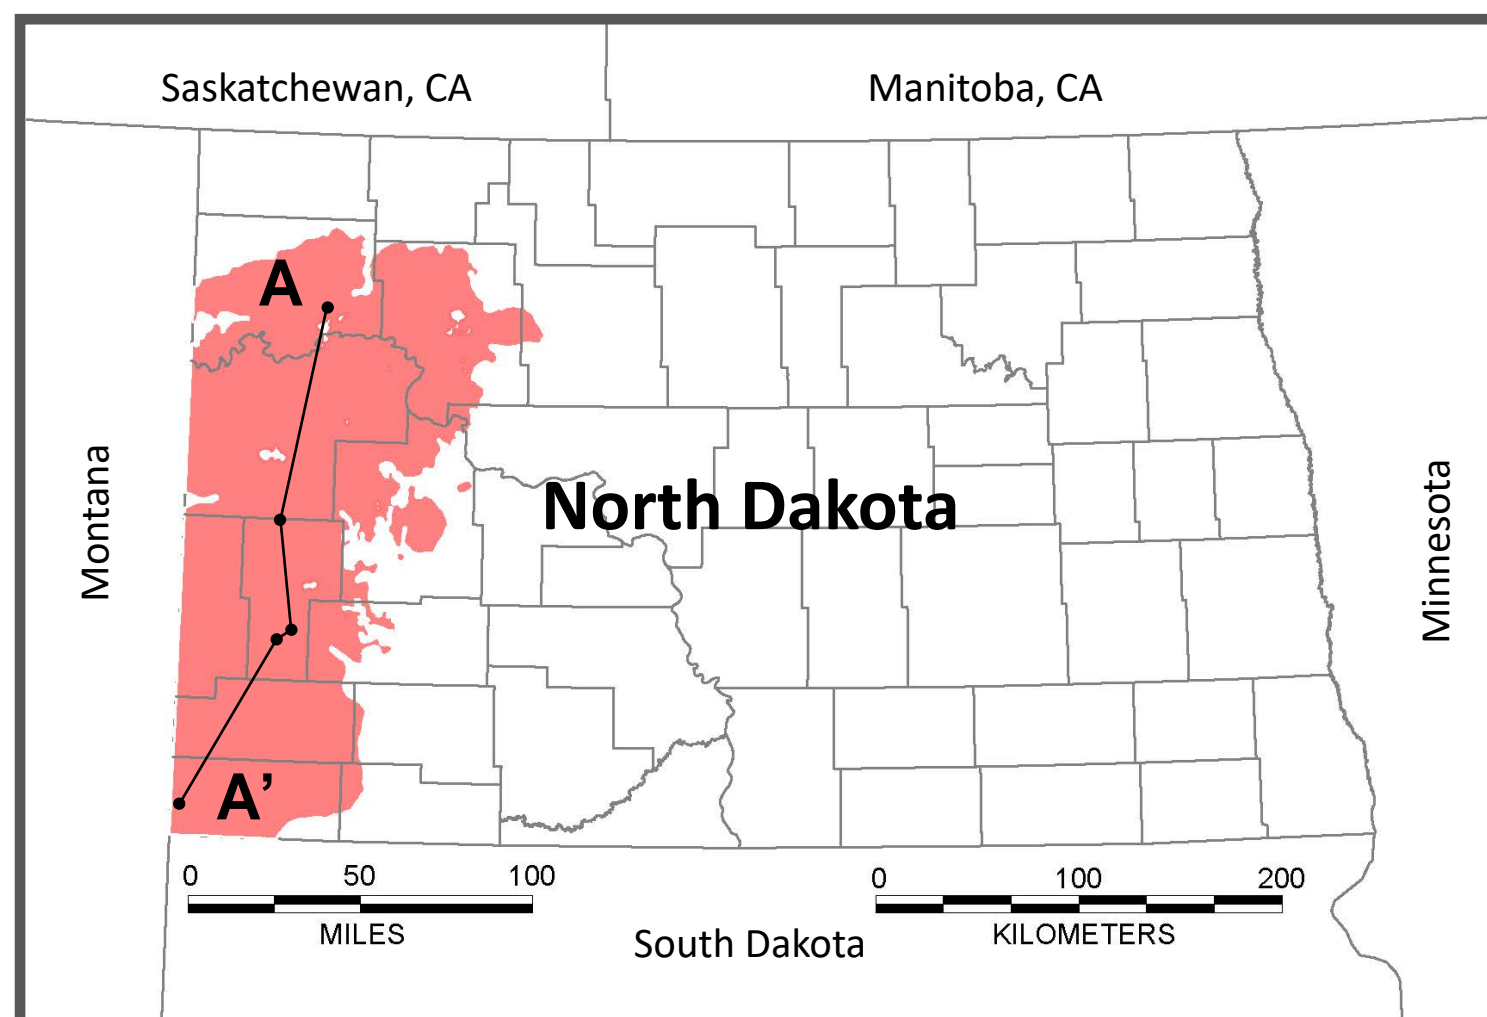 Saskatchewan, CA
Manitoba, CA
A
Montana
North Dakota
Minnesota
A’
0 50 100
MILES
0 100 200
KILOMETERS
South Dakota